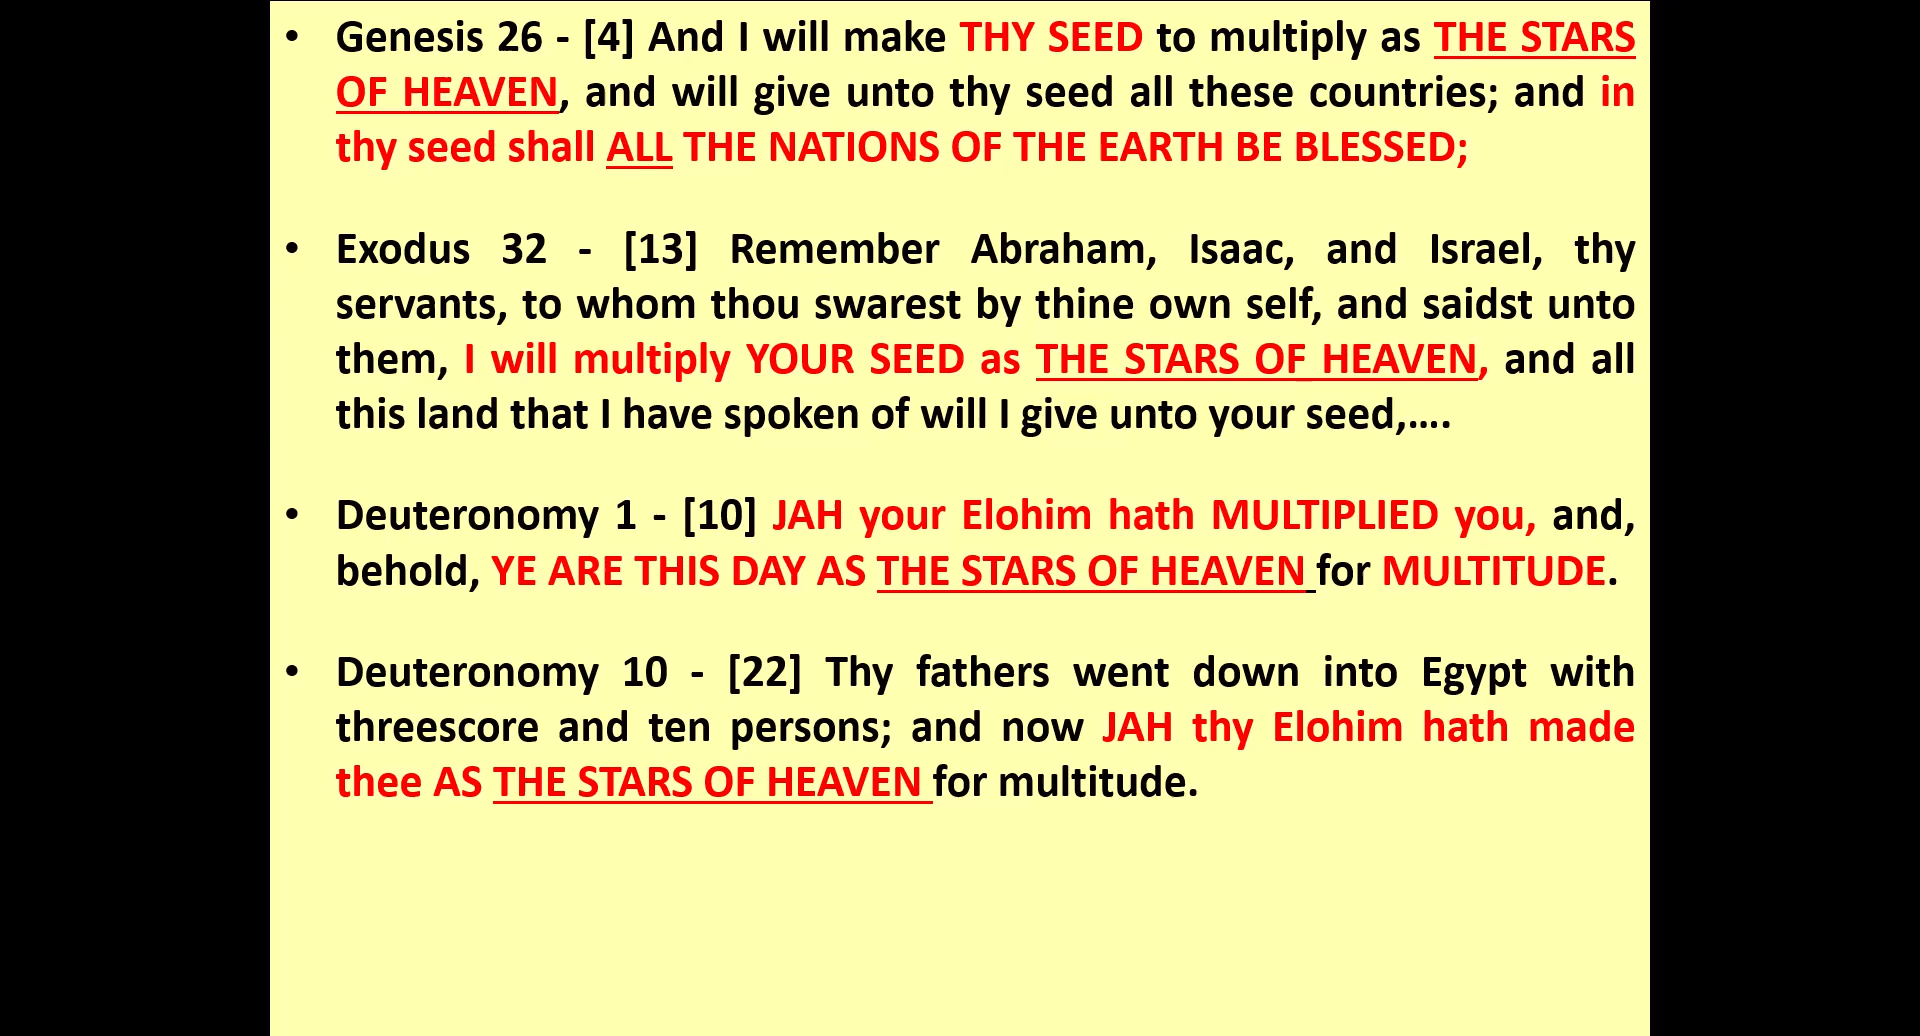 • Genesis 26 - [4] And I will make THY SEED to multiply as THE STARS
OF HEAVEN, and will give unto thy seed all these countries; and in
thy seed shall ALL THE NATIONS OF THE EARTH BE BLESSED;
• Exodus 32 - [13] Remember Abraham, Isaac, and Israel, thy
servants, to whom thou swarest by thine own self, and saidst unto
them, I will multiply YOUR SEED as THE STARS OF HEAVEN, and all
this land that I have spoken of will I give unto your seed,....
• Deuteronomy 1 - [10] JAH your Elohim hath MULTIPLIED you, and,
behold, YE ARE THIS DAY AS THE STARS OF HEAVEN for MULTITUDE.
• Deuteronomy 10 - [22] Thy fathers went down into Egypt with
threescore and ten persons; and now JAH thy Elohim hath made
thee AS THE STARS OF HEAVEN for multitude.